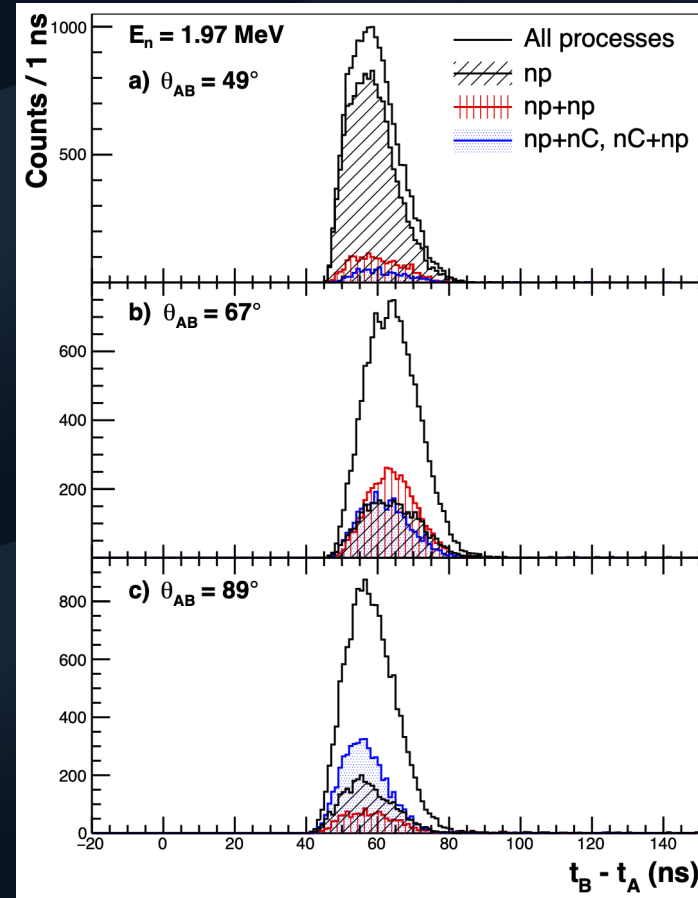 Counts / 1 ns
E_n = 1.97 MeV
a) θ_AB = 49°
All processes
np
np+np
np+nC, nC+np
1000
500
b) θ_AB = 67°
600
400
200
c) θ_AB = 89°
800
600
400
200
0
−20 0 20 40 60 80 100 120 140
t_B - t_A (ns)